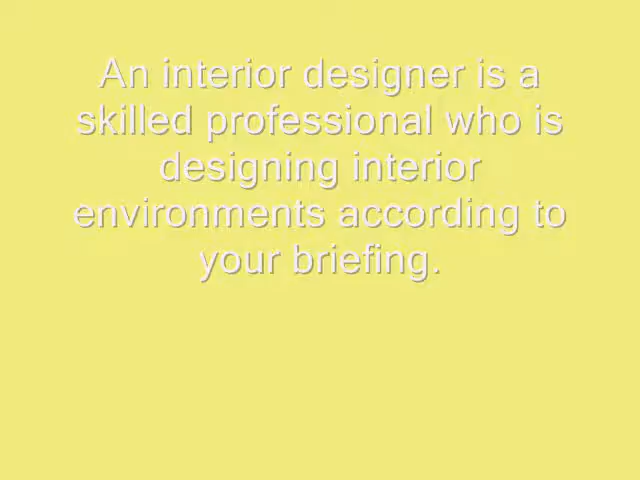 An interior designer is a
skilled professional who is
designing interior
environments according to
your briefing.